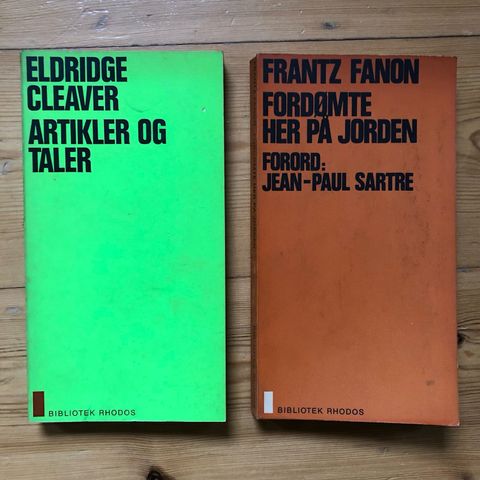 ELDRIDGE
CLEAVER
ARTIKLER OG
TALER
BIBLIOTEK RHODOS
FRANTZ FANON
FORDØMTE
HER PÅ JORDEN
FORORD:
JEAN-PAUL SARTRE
BIBLIOTEK RHODOS